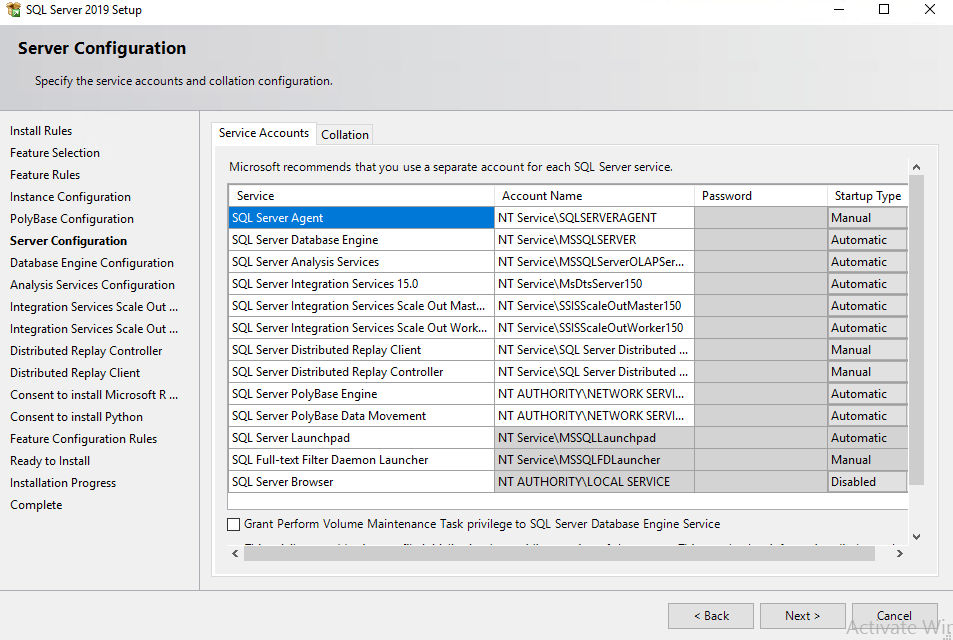 SQL Server 2019 Setup
Server Configuration
Specify the service accounts and collation configuration.
Install Rules
Feature Selection
Feature Rules
Instance Configuration
PolyBase Configuration
Server Configuration
Database Engine Configuration
Analysis Services Configuration
Integration Services Scale Out ...
Integration Services Scale Out ...
Distributed Replay Controller
Distributed Replay Client
Consent to install Microsoft R ...
Consent to install Python
Feature Configuration Rules
Ready to Install
Installation Progress
Complete
Service Accounts Collation
Microsoft recommends that you use a separate account for each SQL Server service.
Service Account Name Password Startup Type
SQL Server Agent NT Service\SQLSERVERAGENT Manual
SQL Server Database Engine NT Service\MSSQLSERVER Automatic
SQL Server Analysis Services NT Service\MSSQLServerOLAPSer... Automatic
SQL Server Integration Services 15.0 NT Service\MsDtsServer150 Automatic
SQL Server Integration Services Scale Out Mast... NT Service\SSISScaleOutMaster150 Automatic
SQL Server Integration Services Scale Out Work... NT Service\SSISScaleOutWorker150 Automatic
SQL Server Distributed Replay Client NT Service\SQL Server Distributed ... Manual
SQL Server Distributed Replay Controller NT Service\SQL Server Distributed ... Manual
SQL Server PolyBase Engine NT AUTHORITY\NETWORK SERVI... Automatic
SQL Server PolyBase Data Movement NT AUTHORITY\NETWORK SERVI... Automatic
SQL Server Launchpad NT Service\MSSQLLaunchpad Automatic
SQL Full-text Filter Daemon Launcher NT Service\MSSQLFDLauncher Manual
SQL Server Browser NT AUTHORITY\LOCAL SERVICE Disabled
Grant Perform Volume Maintenance Task privilege to SQL Server Database Engine Service
< Back Next > Cancel
Activate Win